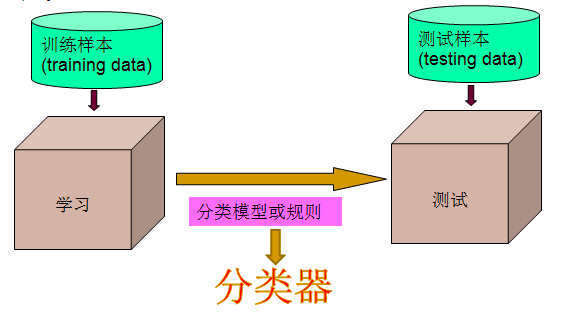 训练样本
(training data)
测试样本
(testing data)
学习
测试
分类模型或规则
分类器